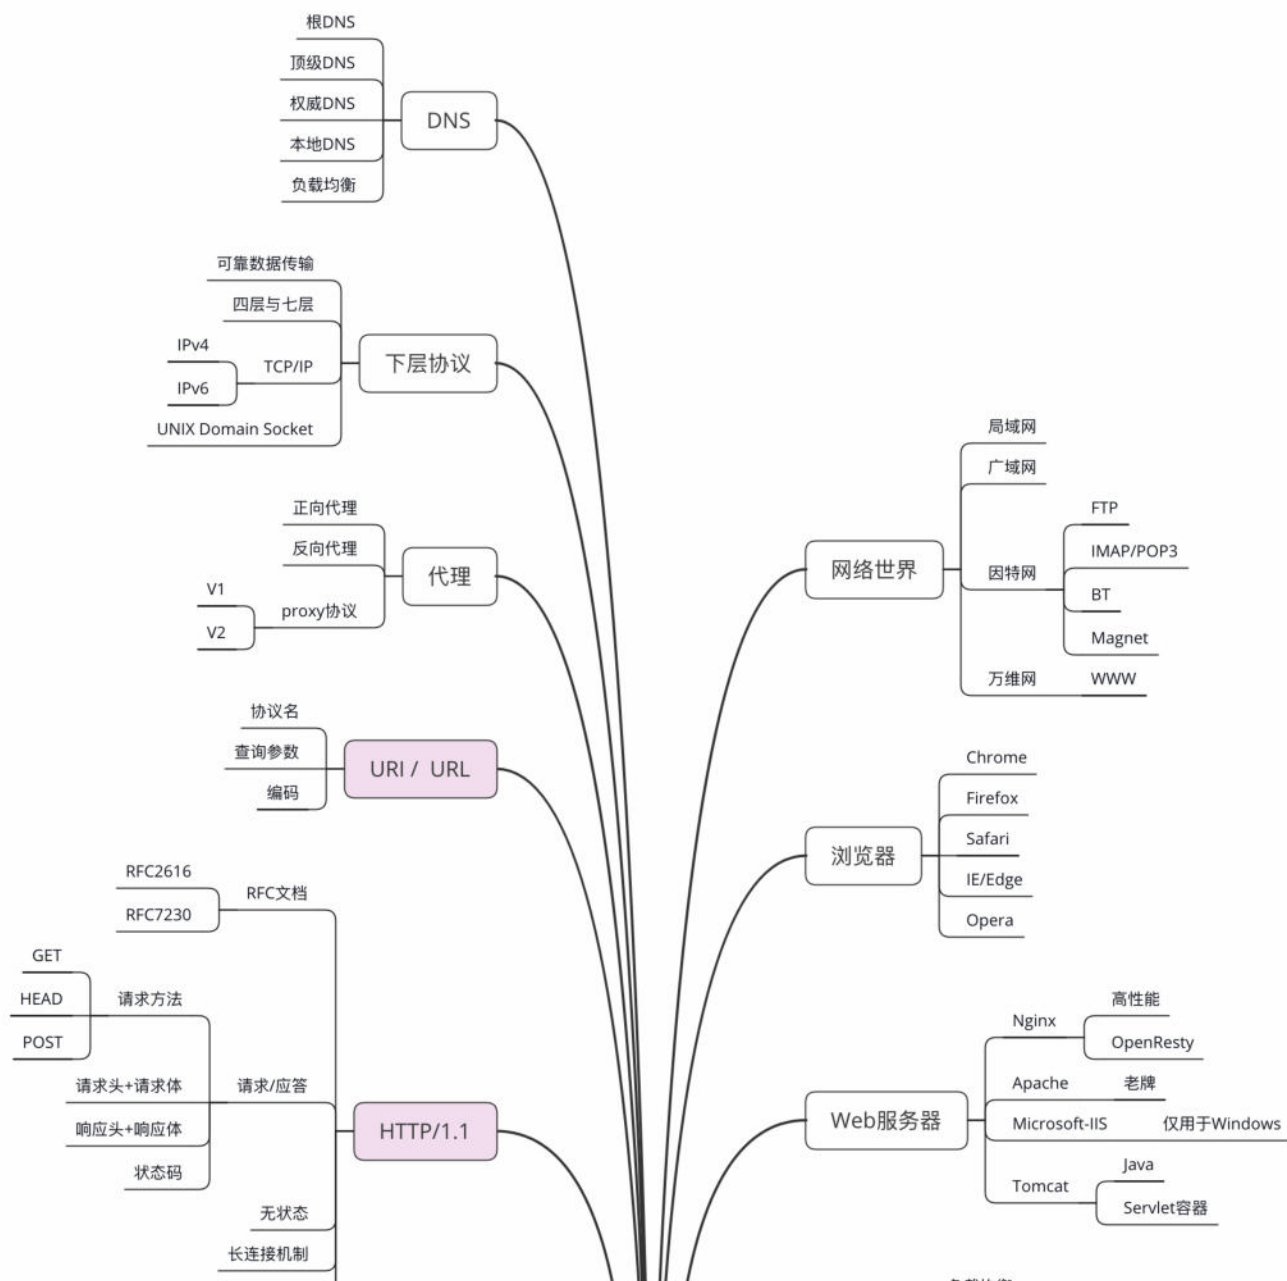 根DNS
顶级DNS
权威DNS
本地DNS
负载均衡
DNS
可靠数据传输
四层与七层
IPv4
IPv6
TCP/IP
UNIX Domain Socket
下层协议
正向代理
反向代理
V1
V2
proxy协议
代理
协议名
查询参数
编码
URI / URL
RFC2616
RFC7230
RFC文档
GET
HEAD
POST
请求方法
请求头+请求体
响应头+响应体
状态码
请求/应答
无状态
长连接机制
HTTP/1.1
网络世界
局域网
广域网
因特网
FTP
IMAP/POP3
BT
Magnet
万维网
WWW
浏览器
Chrome
Firefox
Safari
IE/Edge
Opera
Web服务器
Nginx
高性能
OpenResty
Apache
老牌
Microsoft-IIS
仅用于Windows
Tomcat
Java
Servlet容器